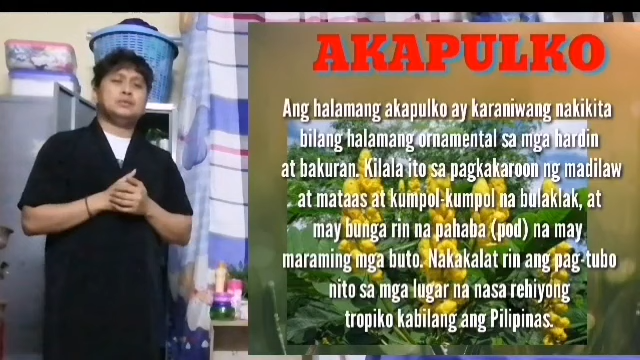 AKAPULKO
Ang halamang akapulko ay karaniwang nakikita
bilang halamang ornamental sa mga hardin
at bakuran. Kilala ito sa pagkakaroon ng madilaw
at mataas at kumpol-kumpol na bulaklak, at
may bunga rin na pahaba (pod) na may
maraming mga buto. Nakakalat rin ang pag-tubo
nito sa mga lugar na nasa rehiyong
tropiko kabilang ang Pilipinas.